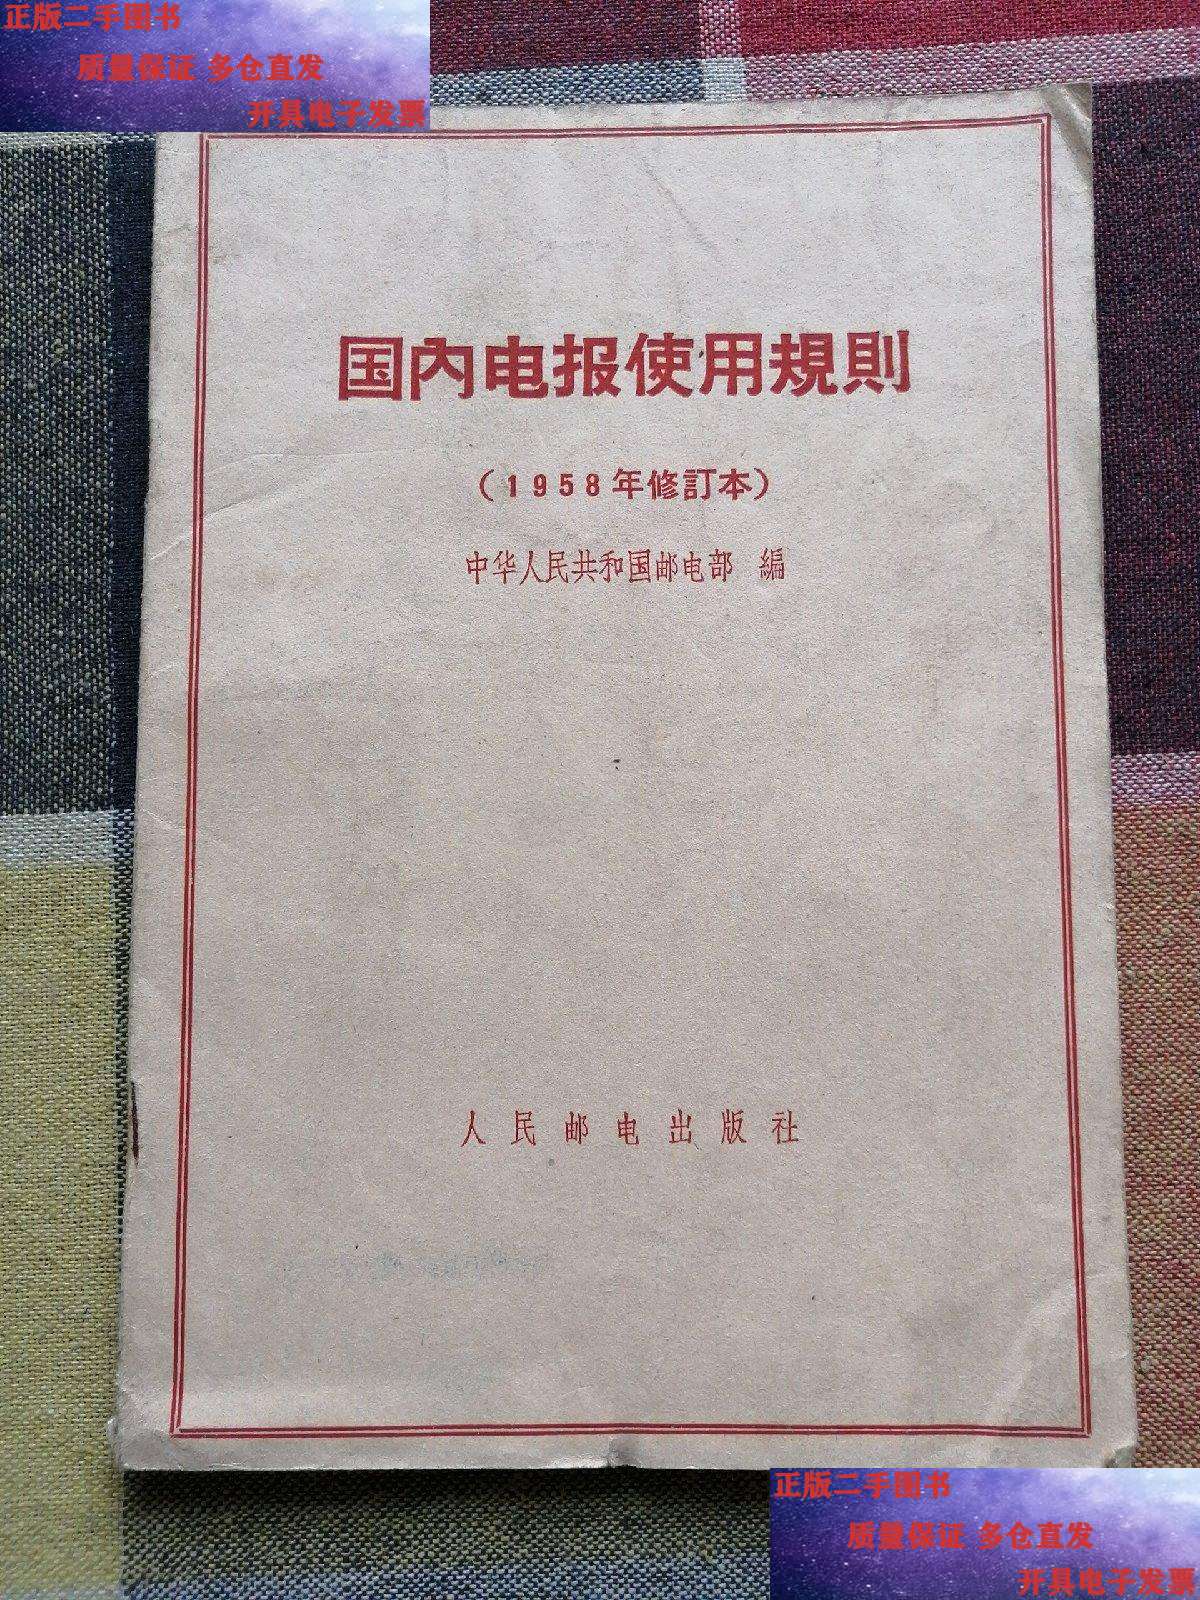 正版二手图书
质量保证 多仓直发
开具电子发票
国内电报使用規則
（1958年修訂本）
中华人民共和国邮电部 編
人民邮电出版社
正版二手图书
质量保证 多仓直发
开具电子发票